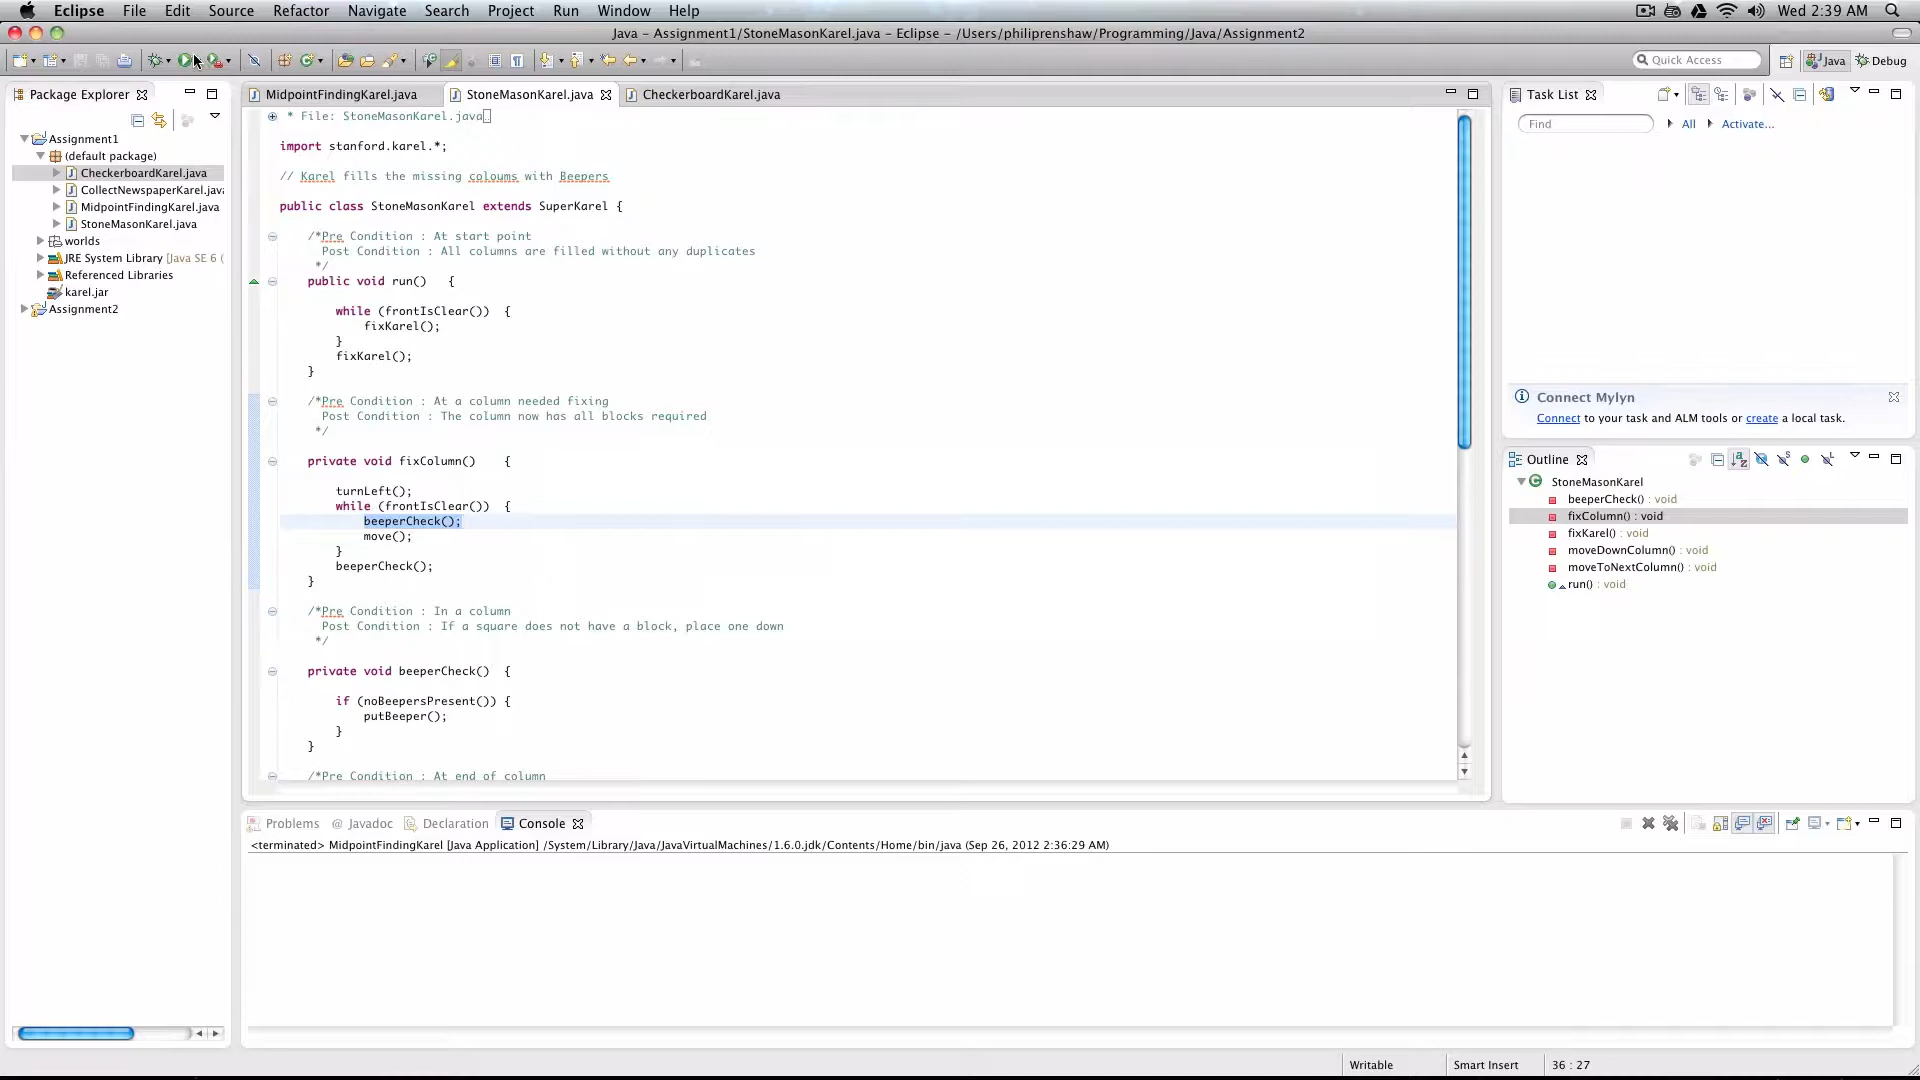 Eclipse File Edit Source Refactor Navigate Search Project Run Window Help Wed 2:39 AM
Java - Assignment1/StoneMasonKarel.java - Eclipse - /Users/philiprenshaw/Programming/Java/Assignment2
Quick Access Java Debug
Package Explorer
Assignment1
(default package)
CheckerboardKarel.java
CollectNewspaperKarel.java
MidpointFindingKarel.java
StoneMasonKarel.java
worlds
JRE System Library [Java SE 6 (
Referenced Libraries
karel.jar
Assignment2
MidpointFindingKarel.java StoneMasonKarel.java CheckerboardKarel.java
* File: StoneMasonKarel.java
import stanford.karel.*;
// Karel fills the missing coloums with Beepers
public class StoneMasonKarel extends SuperKarel {
/*Pre Condition : At start point
Post Condition : All columns are filled without any duplicates
*/
public void run() {
while (frontIsClear()) {
fixKarel();
}
fixKarel();
}
/*Pre Condition : At a column needed fixing
Post Condition : The column now has all blocks required
*/
private void fixColumn() {
turnLeft();
while (frontIsClear()) {
beeperCheck();
move();
}
beeperCheck();
}
/*Pre Condition : In a column
Post Condition : If a square does not have a block, place one down
*/
private void beeperCheck() {
if (noBeepersPresent()) {
putBeeper();
}
}
/*Pre Condition : At end of column
Task List
Find All Activate...
Connect Mylyn
Connect to your task and ALM tools or create a local task.
Outline
StoneMasonKarel
beeperCheck() : void
fixColumn() : void
fixKarel() : void
moveDownColumn() : void
moveToNextColumn() : void
run() : void
Problems @ Javadoc Declaration Console
<terminated> MidpointFindingKarel [Java Application] /System/Library/Java/JavaVirtualMachines/1.6.0.jdk/Contents/Home/bin/java (Sep 26, 2012 2:36:29 AM)
Writable Smart Insert 36 : 27